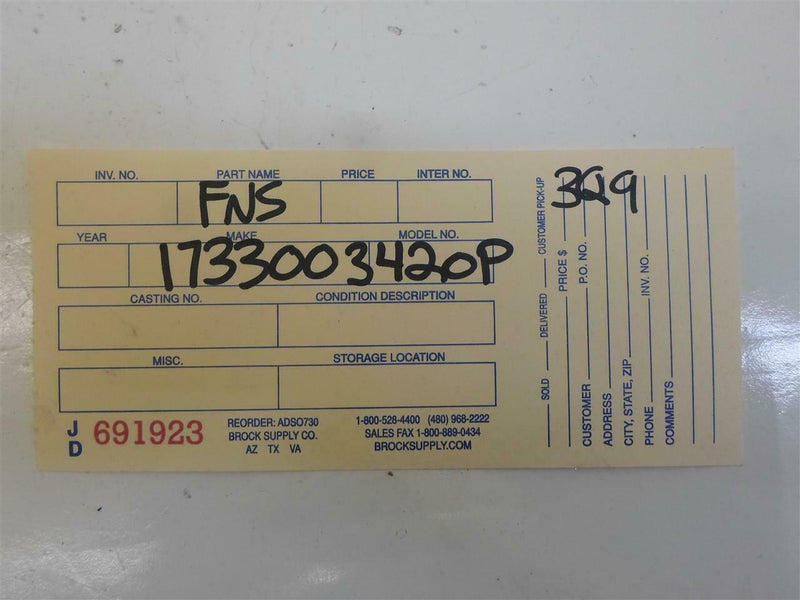 INV. NO. PART NAME PRICE INTER NO.
FNS
YEAR MAKE MODEL NO.
1733003420P
CASTING NO. CONDITION DESCRIPTION
MISC. STORAGE LOCATION
JD 691923
REORDER: ADSO730
BROCK SUPPLY CO.
AZ TX VA
1-800-528-4400 (480) 968-2222
SALES FAX 1-800-889-0434
BROCKSUPPLY.COM
SOLD DELIVERED CUSTOMER PICK-UP
PRICE $
CUSTOMER P.O. NO.
ADDRESS
CITY, STATE, ZIP
PHONE INV. NO.
COMMENTS